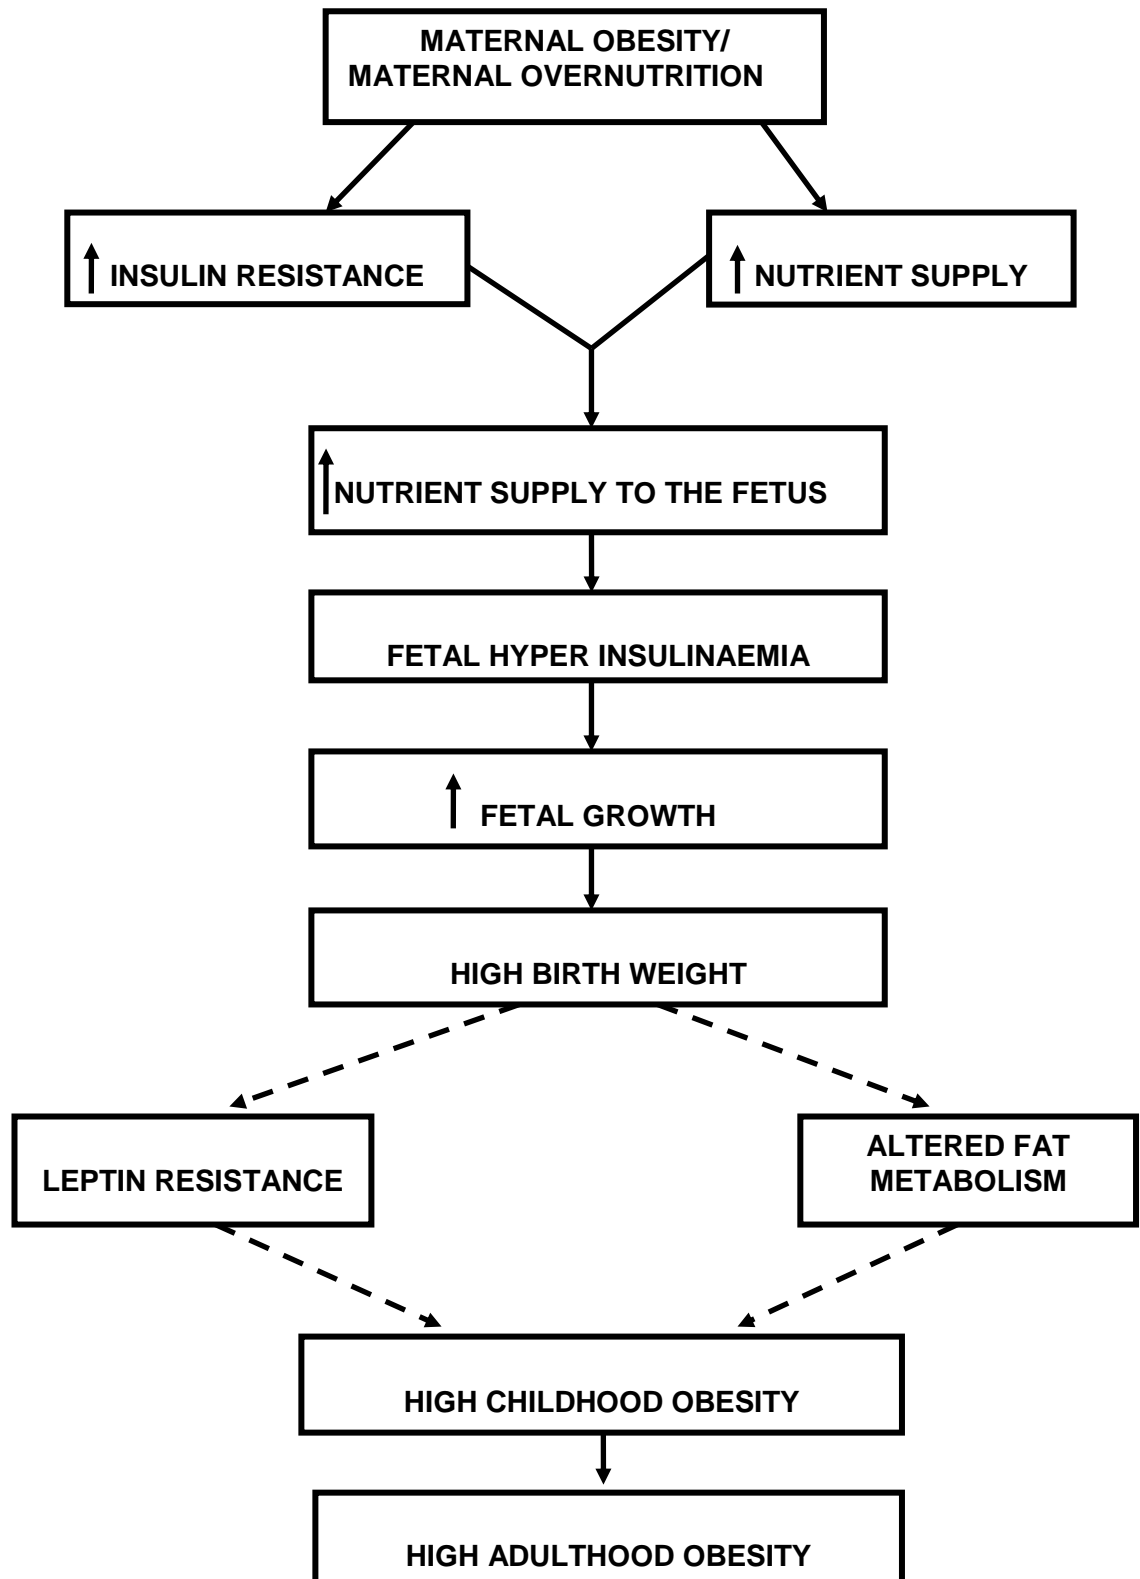 MATERNAL OBESITY/
MATERNAL OVERNUTRITION
INSULIN RESISTANCE
NUTRIENT SUPPLY
NUTRIENT SUPPLY TO THE FETUS
FETAL HYPER INSULINAEMIA
FETAL GROWTH
HIGH BIRTH WEIGHT
LEPTIN RESISTANCE
ALTERED FAT
METABOLISM
HIGH CHILDHOOD OBESITY
HIGH ADULTHOOD OBESITY